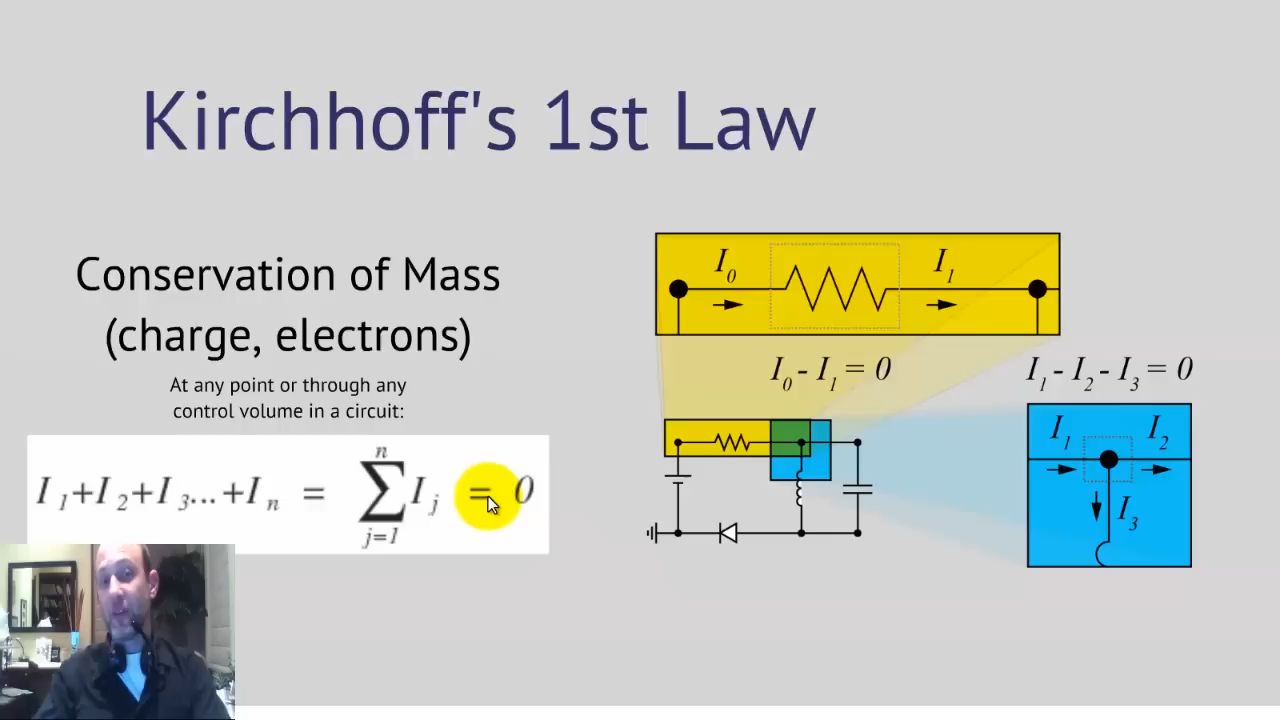 Kirchhoff's 1st Law
Conservation of Mass
(charge, electrons)
At any point or through any
control volume in a circuit:
I₁+I₂+I₃...+Iₙ = ∑ⁿⱼ₌₁ Iⱼ = 0
I₀ I₁
I₀ - I₁ = 0
I₁ - I₂ - I₃ = 0
I₁ I₂
I₃